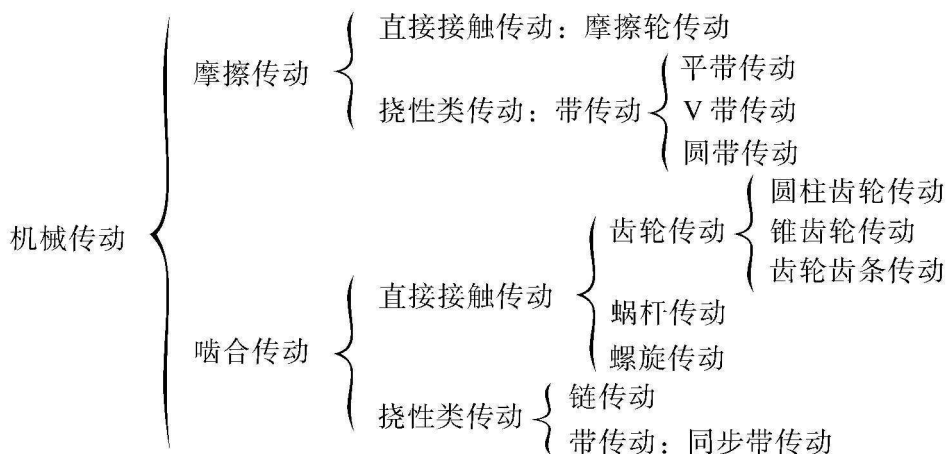 直接接触传动：摩擦轮传动
摩擦传动
平带传动
挠性类传动：带传动
V 带传动
圆带传动
圆柱齿轮传动
机械传动
齿轮传动
锥齿轮传动
齿轮齿条传动
直接接触传动
蜗杆传动
啮合传动
螺旋传动
链传动
挠性类传动
带传动：同步带传动